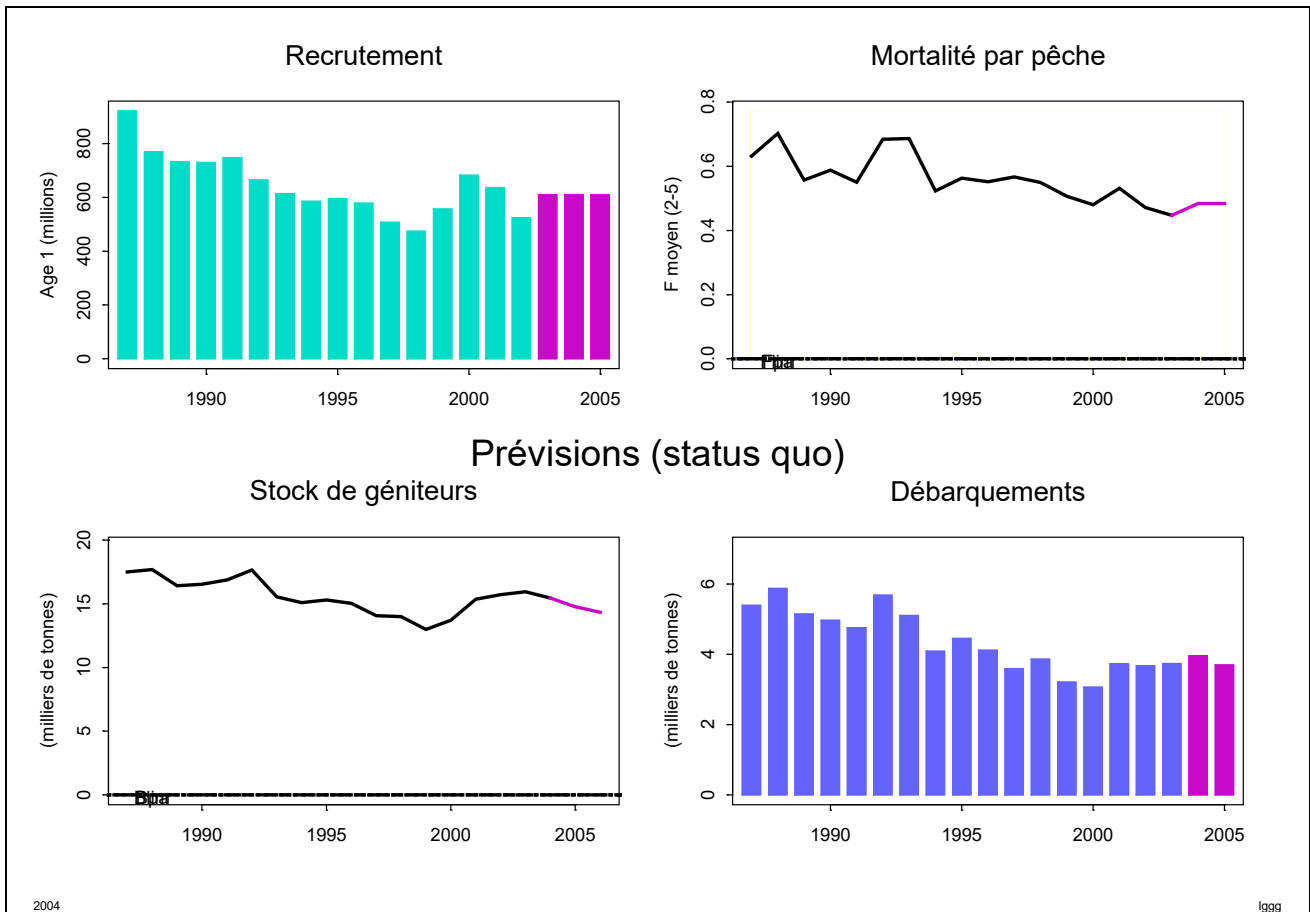 Recrutement
Age 1 (millions)
0 200 400 600 800
1990 1995 2000 2005
Mortalité par pêche
F moyen (2-5)
0.0 0.2 0.4 0.6 0.8
1990 1995 2000 2005
Prévisions (status quo)
Stock de géniteurs
(milliers de tonnes)
0 5 10 15 20
1990 1995 2000 2005
Débarquements
(milliers de tonnes)
0 2 4 6
1990 1995 2000 2005
2004